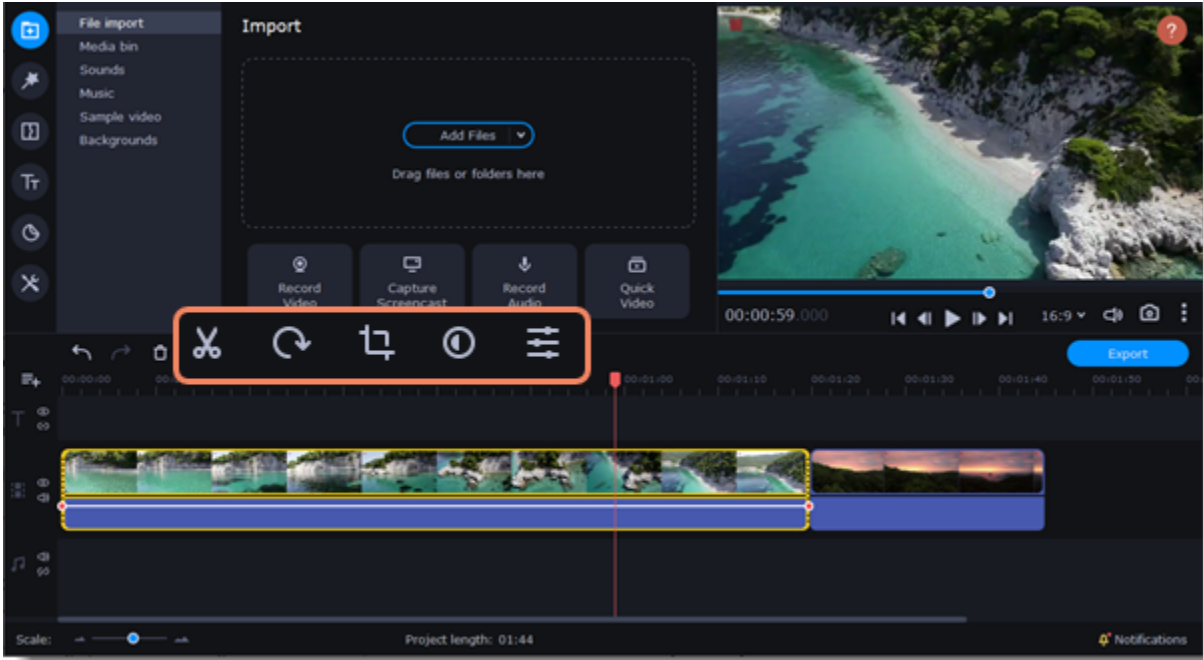 File import
Media bin
Sounds
Music
Sample video
Backgrounds
Import
Add Files
Drag files or folders here
Record
Video
Capture
Screencast
Record
Audio
Quick
Video
?
00:00:59.000
16:9
Export
00:00:00
00:01:00
00:01:10
00:01:20
00:01:30
00:01:40
00:01:50
Scale:
Project length: 01:44
Notifications